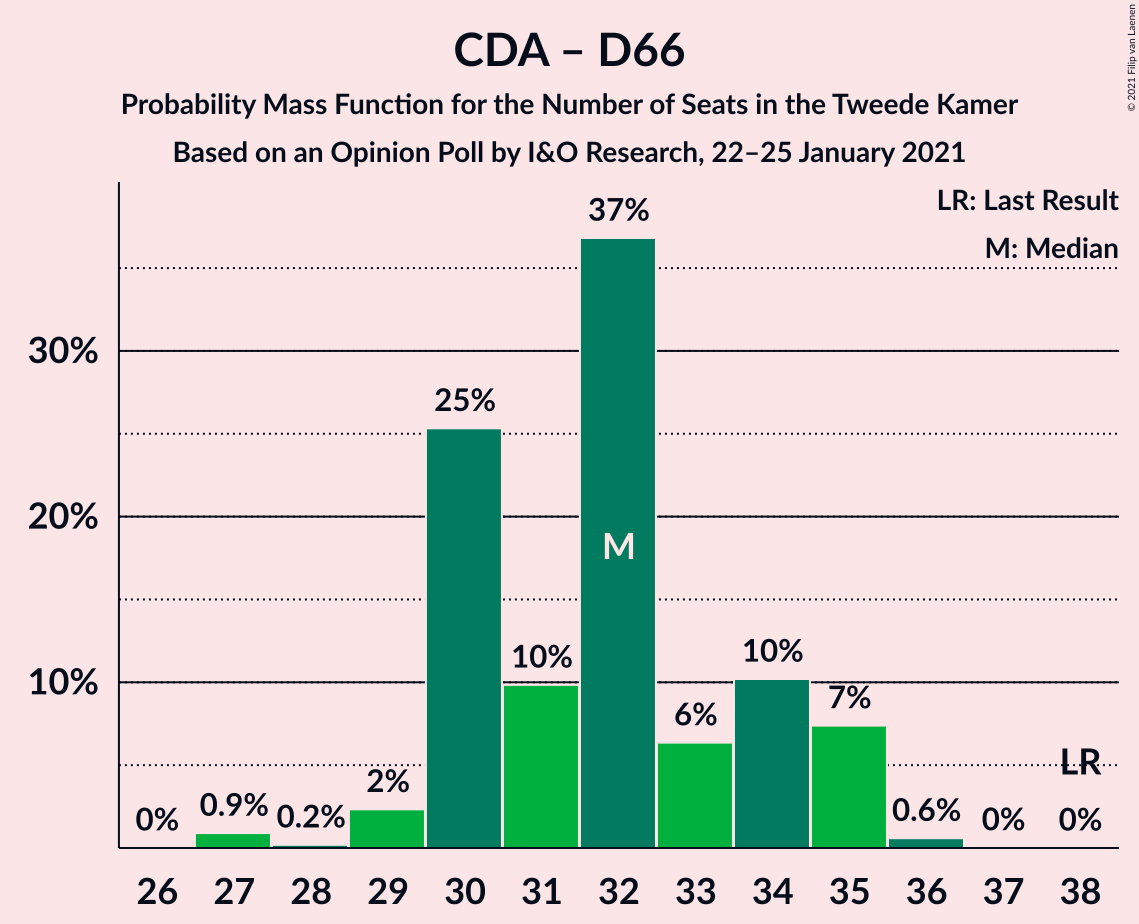 CDA – D66
Probability Mass Function for the Number of Seats in the Tweede Kamer
Based on an Opinion Poll by I&O Research, 22–25 January 2021
© 2021 Filip van Laenen
LR: Last Result
M: Median
30%
20%
10%
0%
0.9%
0.2%
2%
25%
10%
37%
M
6%
10%
7%
0.6%
0%
LR
0%
26 27 28 29 30 31 32 33 34 35 36 37 38